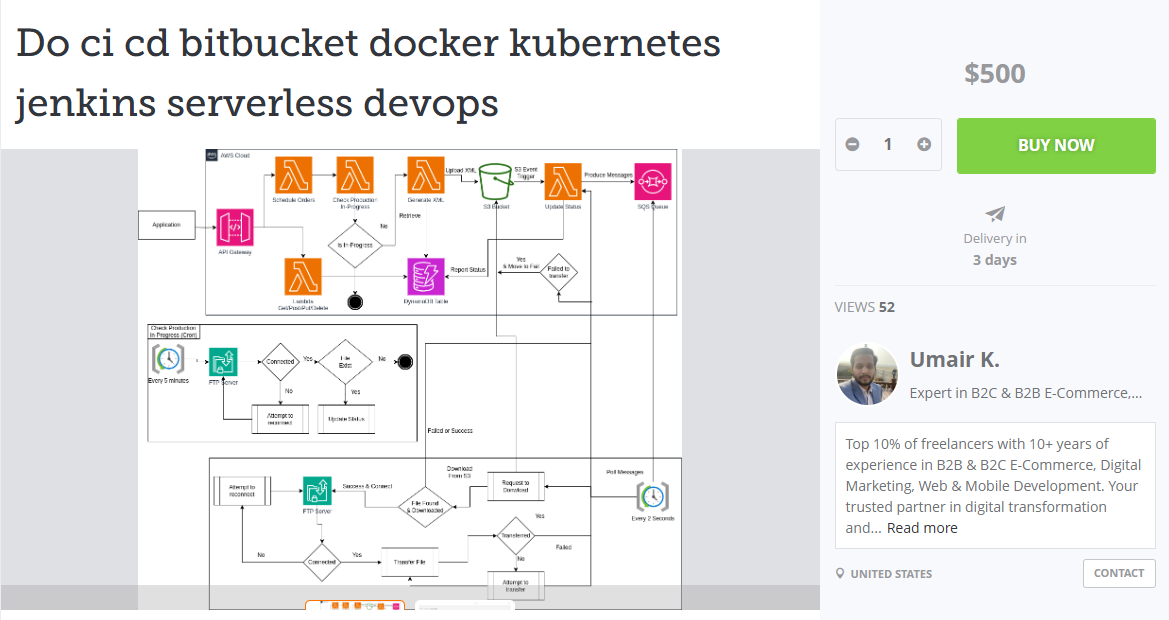 Do ci cd bitbucket docker kubernetes
jenkins serverless devops
$500
1
BUY NOW
Delivery in
3 days
VIEWS 52
Umair K.
Expert in B2C & B2B E-Commerce,...
Top 10% of freelancers with 10+ years of
experience in B2B & B2C E-Commerce, Digital
Marketing, Web & Mobile Development. Your
trusted partner in digital transformation
and... Read more
UNITED STATES
CONTACT
AWS Cloud
Application
API Gateway
Schedule Orders
Check Production
In-Progress
Generate XML
Upload XML
S3 Bucket
S3 Event
Trigger
Update Status
Produce Messages
SQS Queue
Retrieve
No
Is In-Progress
Lambda
Get/Post/Put/Delete
DynamoDB Table
Report Status
Yes
& Move to Fail
Failed to
transfer
Check Production
In Progress (Cron)
Every 5 minutes
FTP Server
Connected
Yes
File
Exist
No
No
Yes
Attempt to
reconnect
Update Status
Failed or Success
Attempt to
reconnect
FTP Server
Success & Connect
File Found
& Downloaded
Download
From S3
Request to
Download
Poll Messages
Every 2 Seconds
No
Connected
Yes
Transfer File
Transferred
Yes
Failed
No
Attempt to
transfer